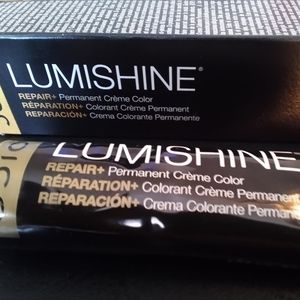 LUMISHINE®
REPAIR+ Permanent Crème Color
RÉPARATION+ Colorant Crème Permanent
REPARACIÓN+ Crema Colorante Permanente
LUMISHINE
REPAIR+ Permanent Crème Color
RÉPARATION+ Colorant Crème Permanent
REPARACIÓN+ Crema Colorante Perman